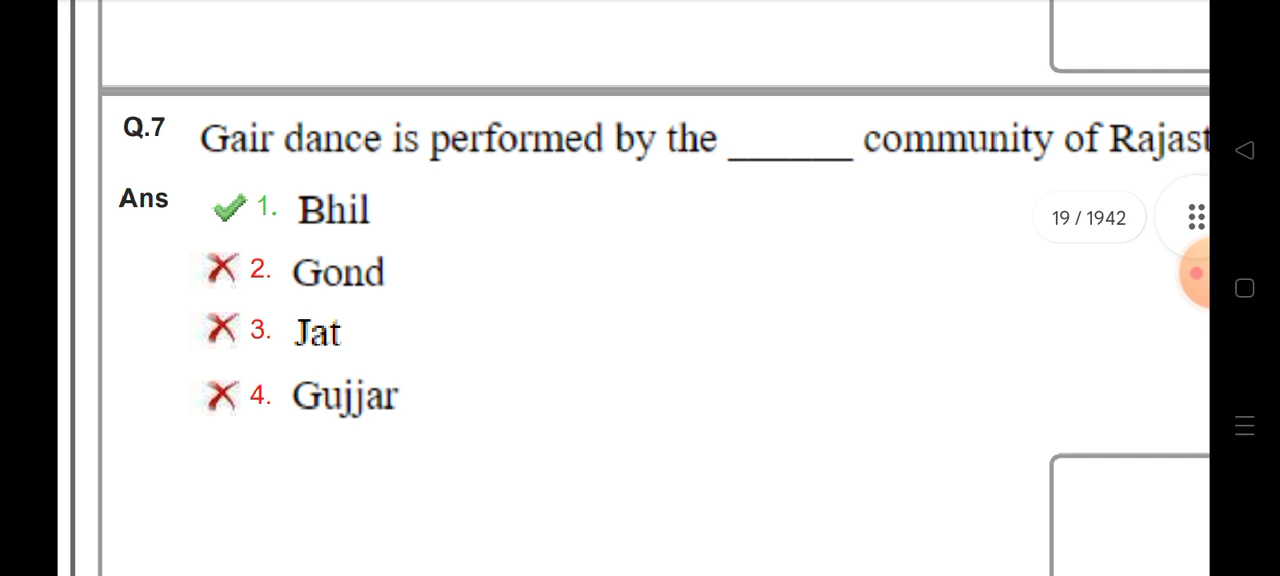 Q.7 Gair dance is performed by the ______ community of Rajast
Ans 1. Bhil
19 / 1942
2. Gond
3. Jat
4. Gujjar